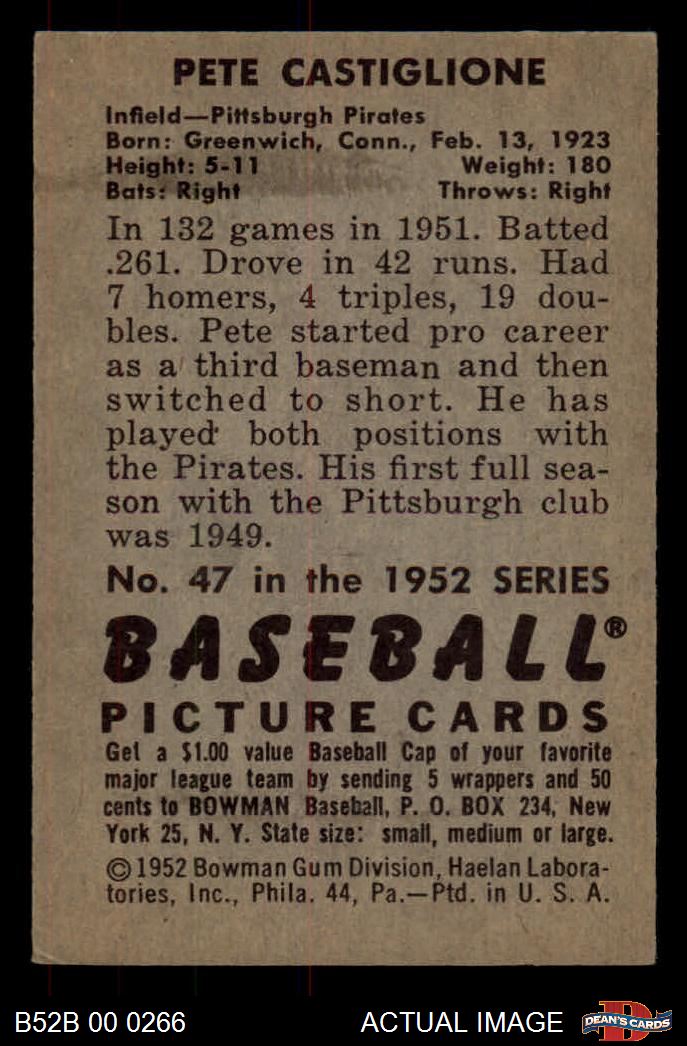 PETE CASTIGLIONE
Infield—Pittsburgh Pirates
Born: Greenwich, Conn., Feb. 13, 1923
Height: 5-11 Weight: 180
Bats: Right Throws: Right
In 132 games in 1951. Batted
.261. Drove in 42 runs. Had
7 homers, 4 triples, 19 dou-
bles. Pete started pro career
as a third baseman and then
switched to short. He has
played both positions with
the Pirates. His first full sea-
son with the Pittsburgh club
was 1949.
No. 47 in the 1952 SERIES
BASEBALL®
PICTURE CARDS
Get a $1.00 value Baseball Cap of your favorite
major league team by sending 5 wrappers and 50
cents to BOWMAN Baseball, P. O. BOX 234, New
York 25, N. Y. State size: small, medium or large.
© 1952 Bowman Gum Division, Haelan Labora-
tories, Inc., Phila. 44, Pa.—Ptd. in U. S. A.
B52B 00 0266 ACTUAL IMAGE
D
DEAN'S CARDS